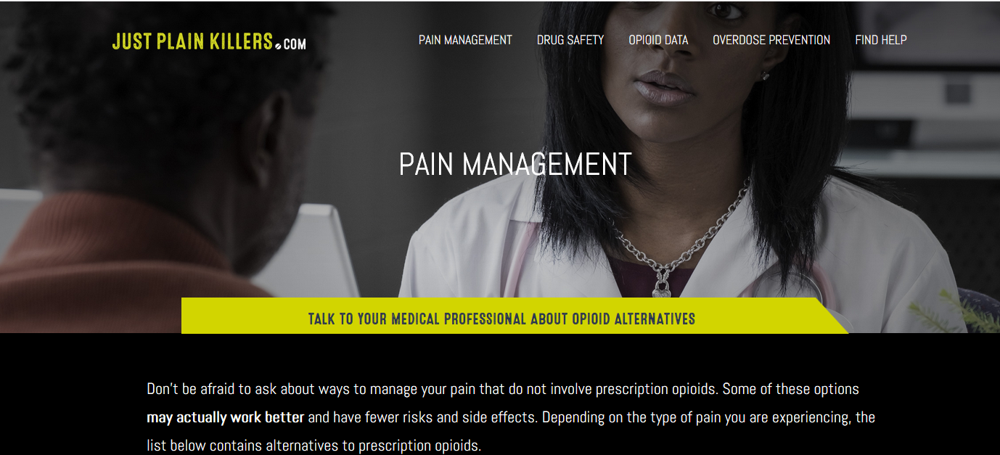 JUST PLAIN KILLERS.COM
PAIN MANAGEMENT DRUG SAFETY OPIOID DATA OVERDOSE PREVENTION FIND HELP
PAIN MANAGEMENT
TALK TO YOUR MEDICAL PROFESSIONAL ABOUT OPIOID ALTERNATIVES
Don't be afraid to ask about ways to manage your pain that do not involve prescription opioids. Some of these options
may actually work better and have fewer risks and side effects. Depending on the type of pain you are experiencing, the
list below contains alternatives to prescription opioids.